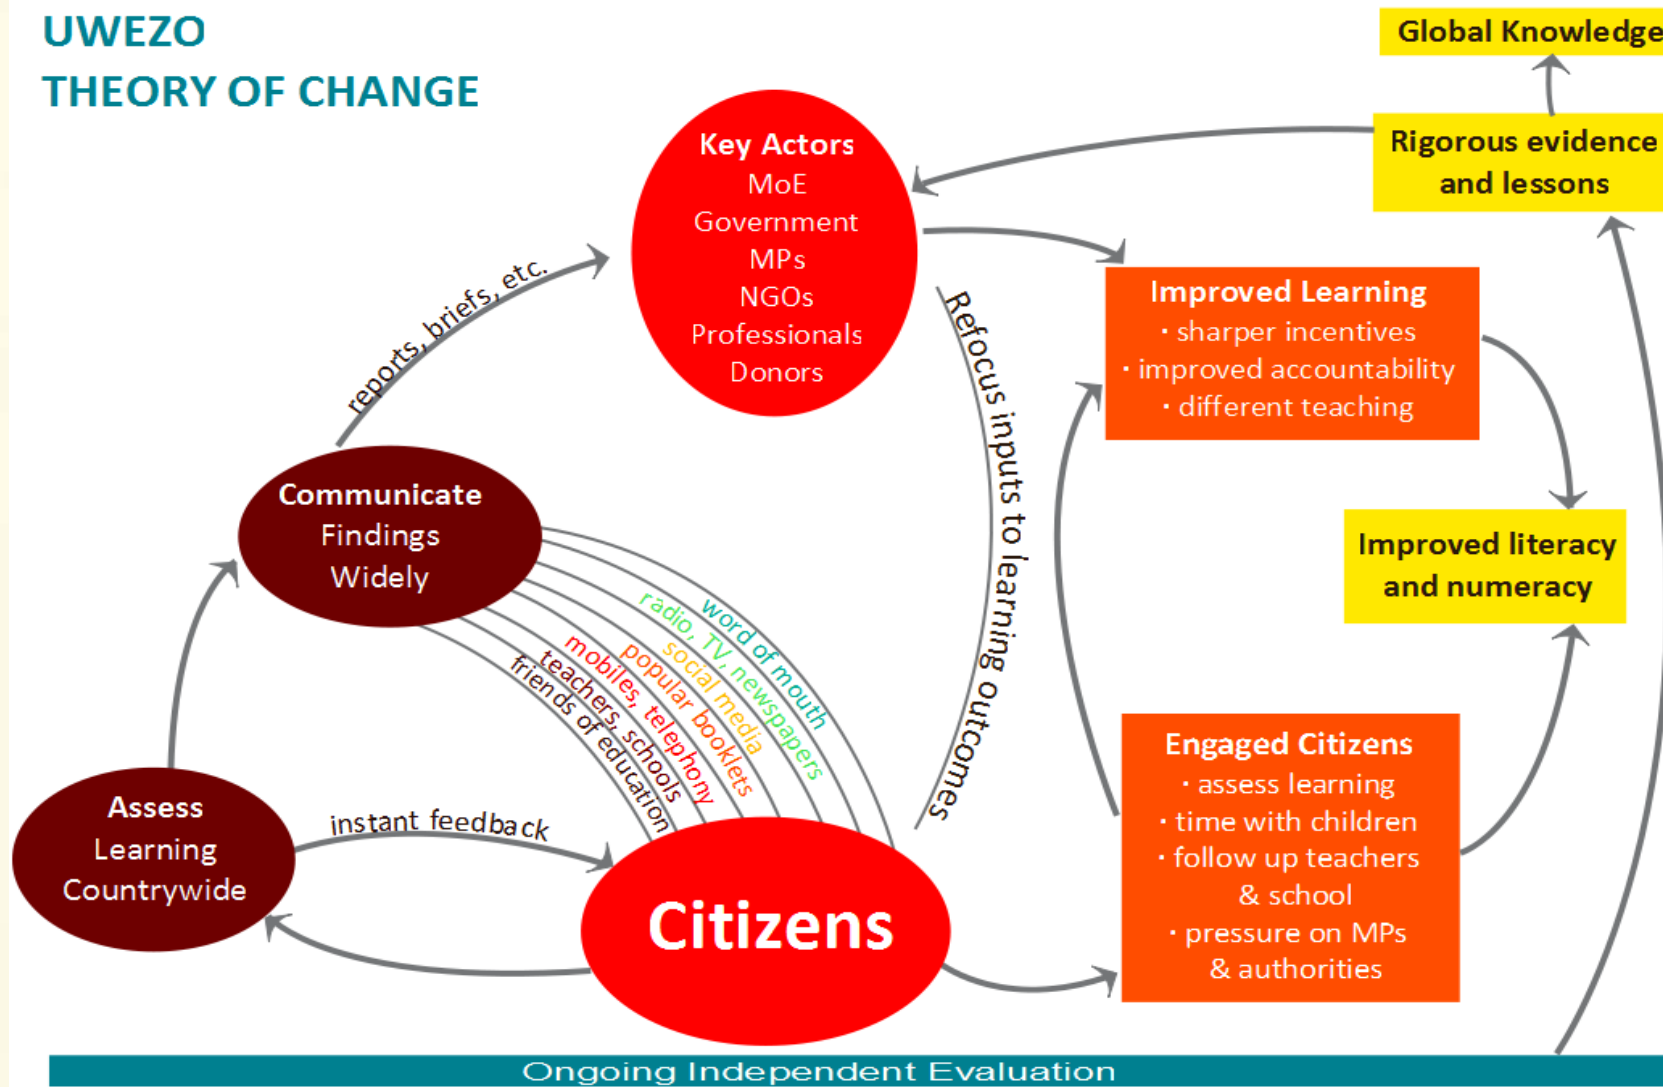 UWEZO
THEORY OF CHANGE
Global Knowledge
Rigorous evidence
and lessons
Key Actors
MoE
Government
MPs
NGOs
Professionals
Donors
reports, briefs, etc.
Refocus inputs to learning outcomes
Improved Learning
· sharper incentives
· improved accountability
· different teaching
Communicate
Findings
Widely
Improved literacy
and numeracy
word of mouth
radio, TV, newspapers
social media
popular booklets
mobiles, telephony
teachers, schools
friends of education
Assess
Learning
Countrywide
instant feedback
Citizens
Engaged Citizens
· assess learning
· time with children
· follow up teachers
& school
· pressure on MPs
& authorities
Ongoing Independent Evaluation